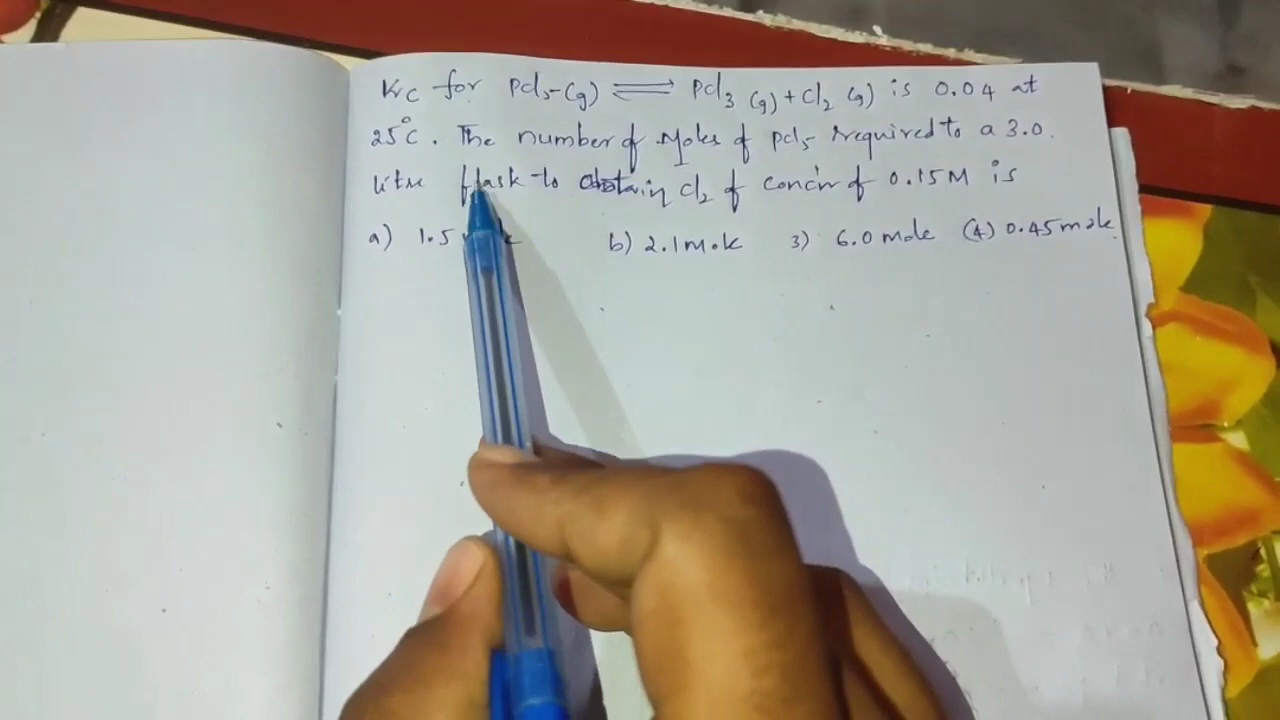 Kc for pcl5(g) ⇌ pcl3 (g) + cl2 (g) is 0.04 at
25°C. The number of Moles of pcl5 required to a 3.0
litre flask to obtain cl2 of concn of 0.15M is
a) 1.5 b) 2.1 mole 3) 6.0 mole (4) 0.45 mole